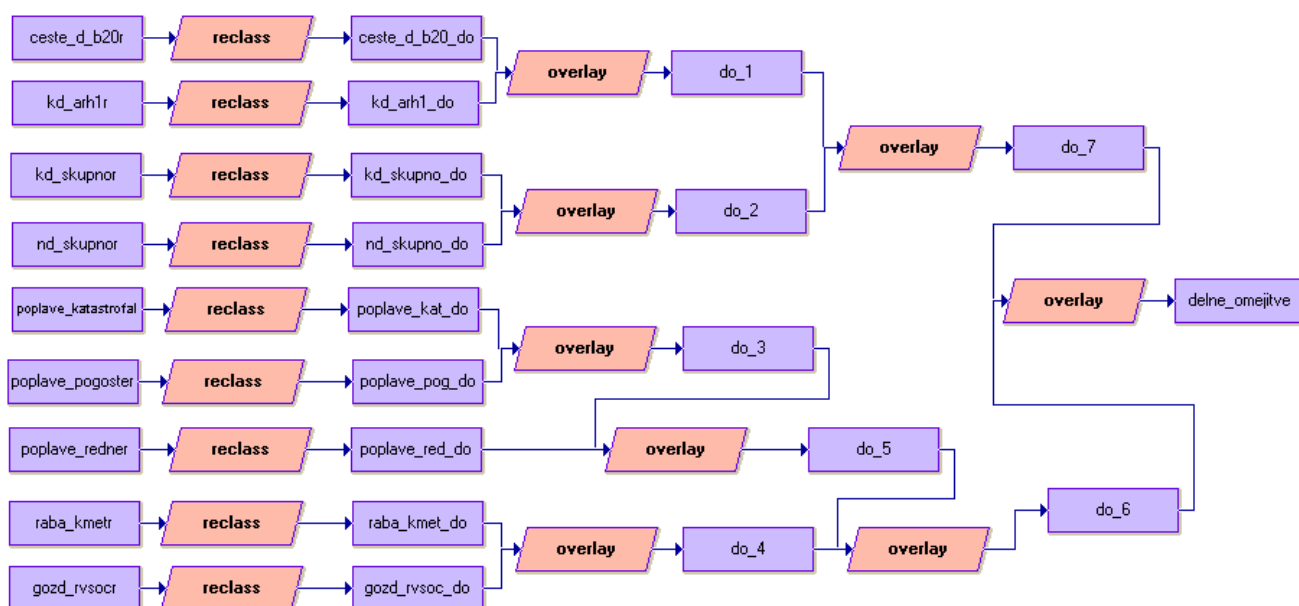 ceste_d_b20r reclass ceste_d_b20_do
overlay do_1
kd_arh1r reclass kd_arh1_do
overlay do_7
kd_skupnor reclass kd_skupno_do
overlay do_2
nd_skupnor reclass nd_skupno_do
poplave_katastrofal reclass poplave_kat_do
overlay delne_omejitve
overlay do_3
poplave_pogoster reclass poplave_pog_do
poplave_redner reclass poplave_red_do overlay do_5
raba_kmetr reclass raba_kmet_do
do_6
overlay do_4 overlay
gozd_rvsocr reclass gozd_rvsoc_do